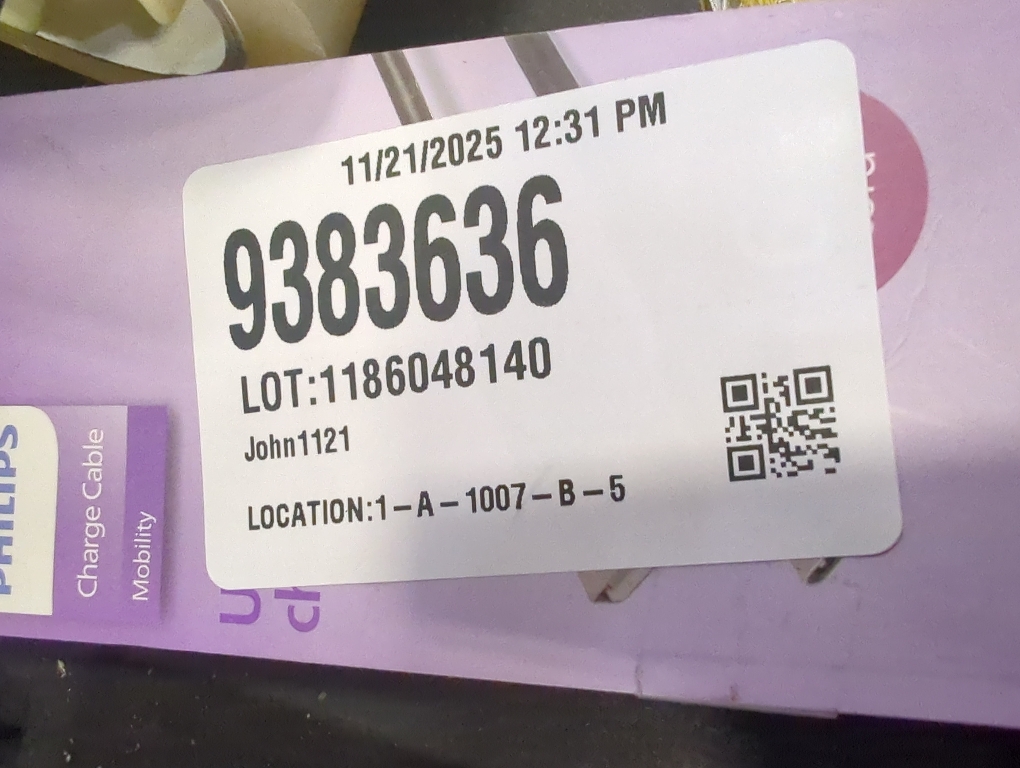 11/21/2025 12:31 PM
9383636
LOT:1186048140
John1121
LOCATION:1-A-1007-B-5
PHILIPS
Charge Cable
Mobility